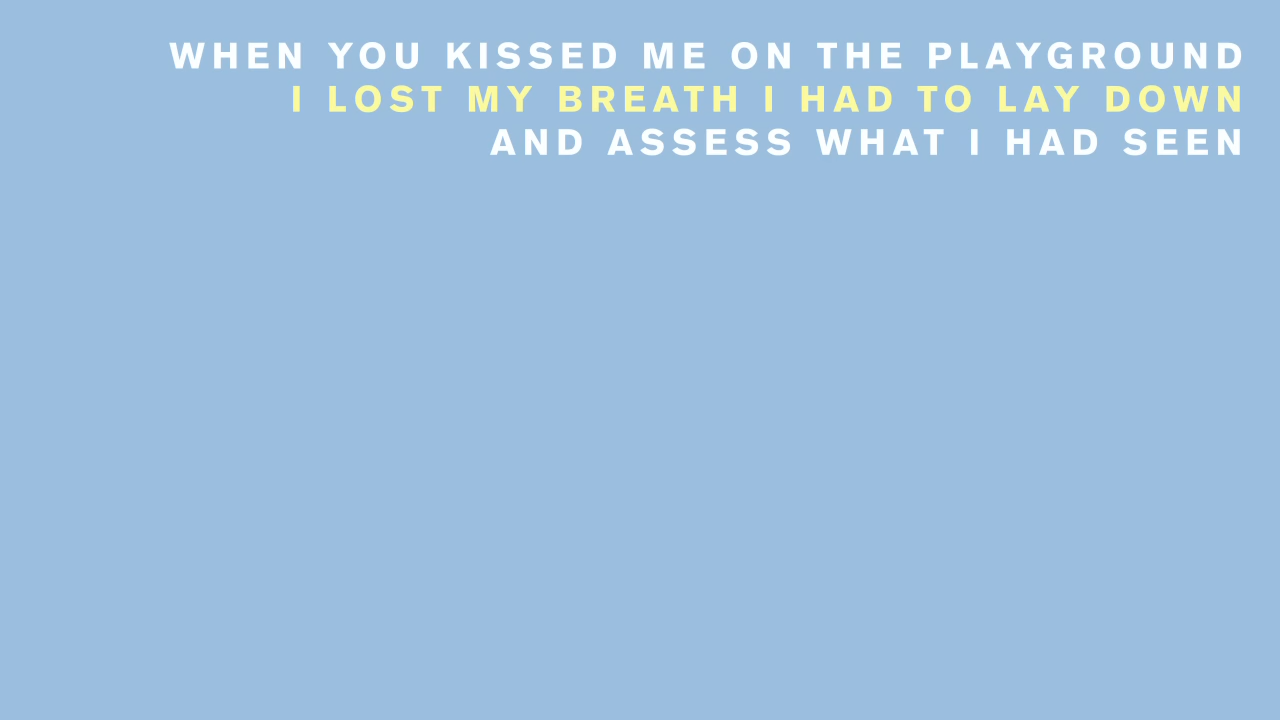 WHEN YOU KISSED ME ON THE PLAYGROUND
I LOST MY BREATH I HAD TO LAY DOWN
AND ASSESS WHAT I HAD SEEN